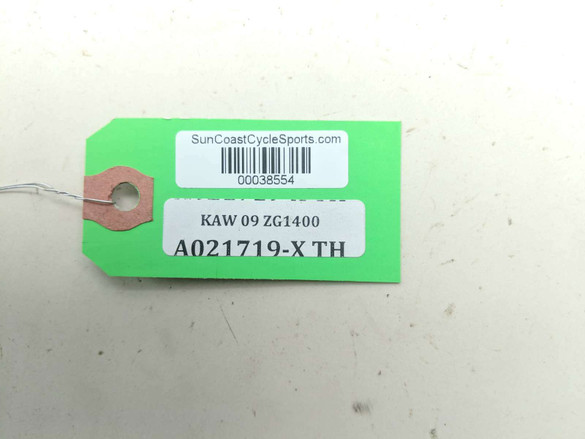 SunCoastCycleSports.com
00038554
KAW 09 ZG1400
A021719-X TH